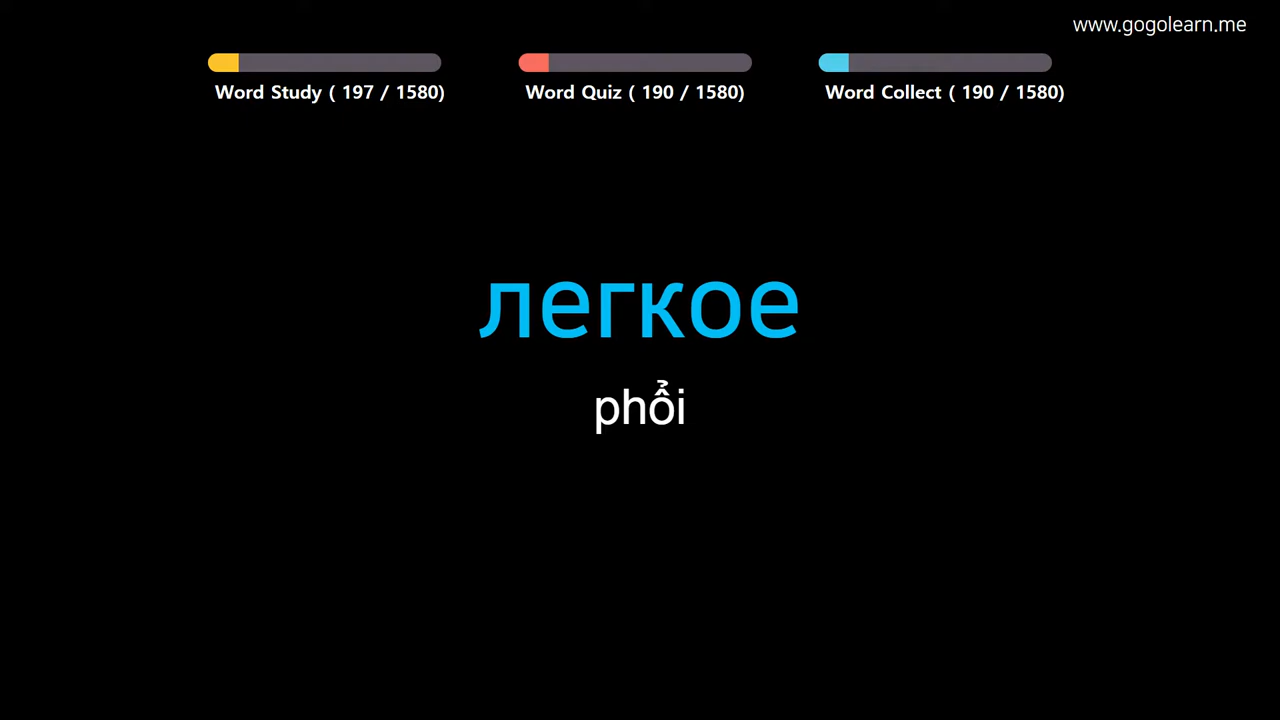 www.gogolearn.me
Word Study ( 197 / 1580)
Word Quiz ( 190 / 1580)
Word Collect ( 190 / 1580)
легкое
phổi